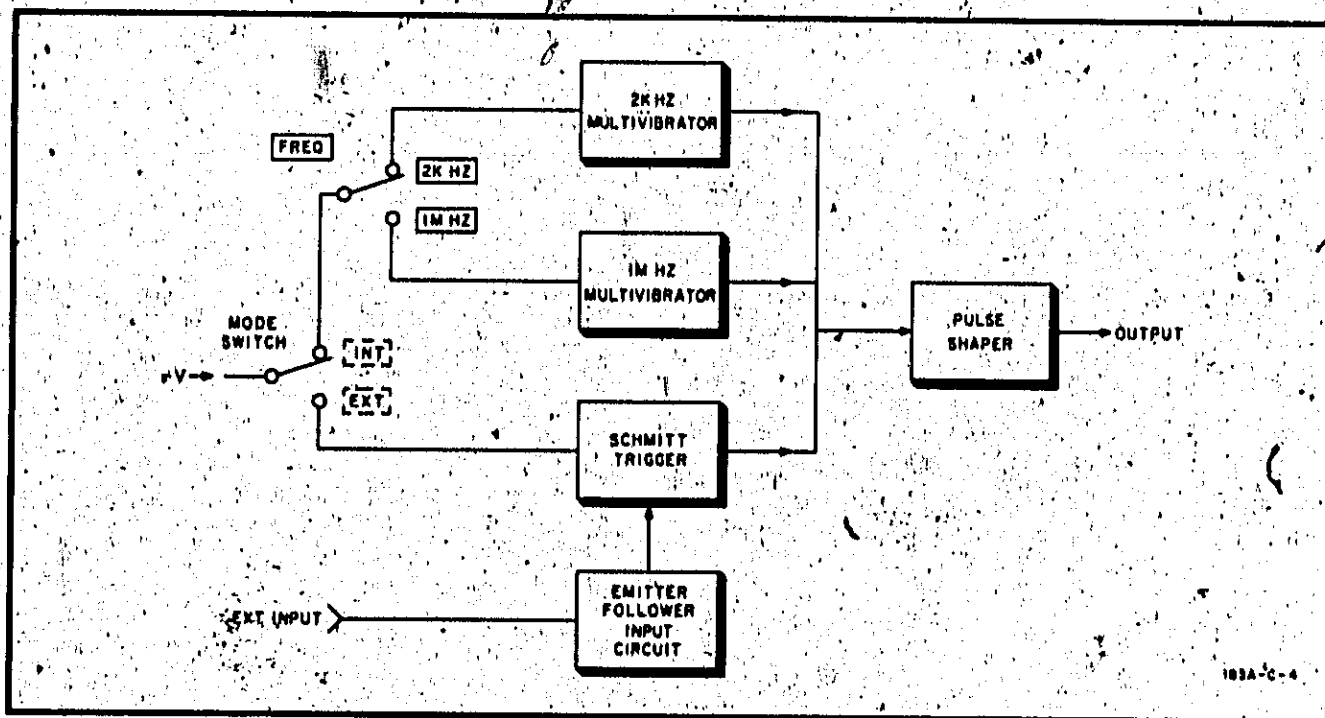 2K HZ
MULTIVIBRATOR
FREQ
2K HZ
1M HZ
1M HZ
MULTIVIBRATOR
PULSE
SHAPER
OUTPUT
MODE
SWITCH
INT
EXT
SCHMITT
TRIGGER
EMITTER
FOLLOWER
INPUT
CIRCUIT
EXT INPUT